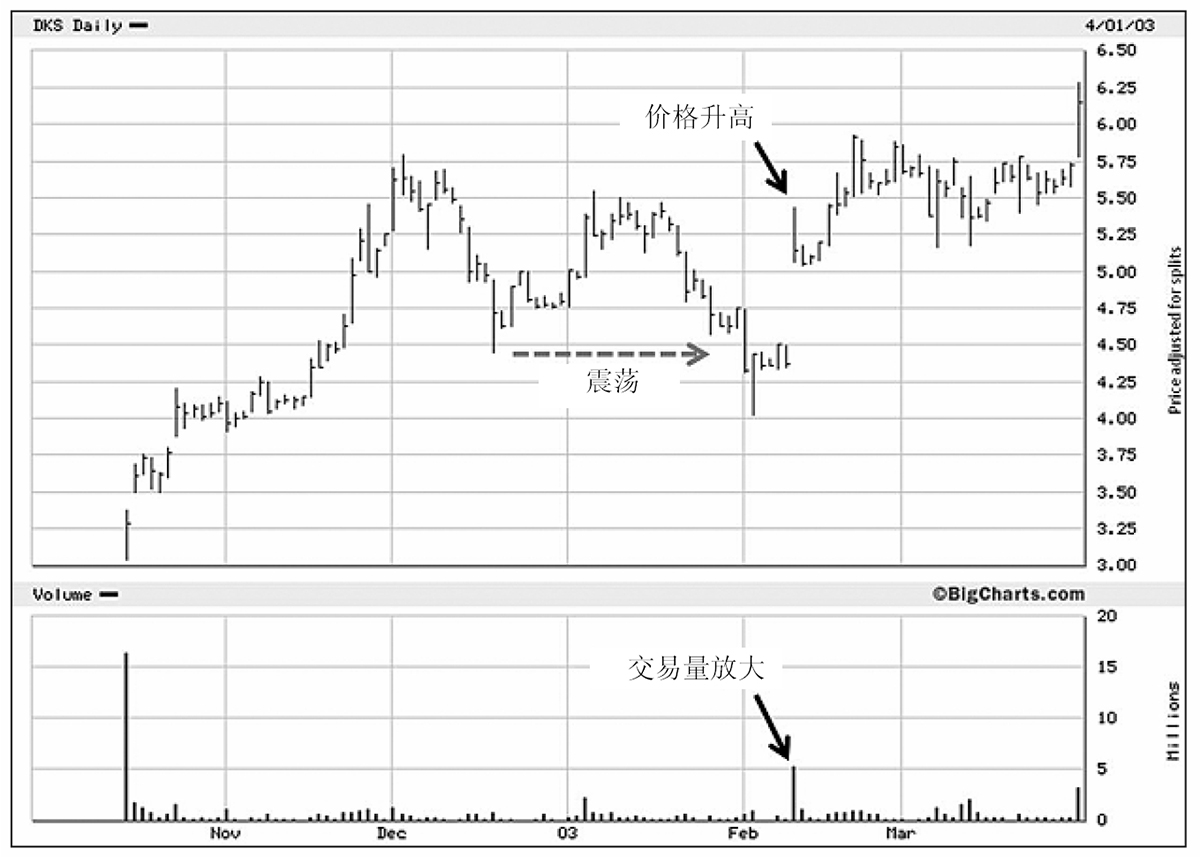 DKS Daily
4/01/03
6.50
6.25
价格升高
6.00
5.75
5.50
5.25
5.00
4.75
4.50
震荡
4.25
4.00
3.75
3.50
3.25
3.00
Price adjusted for splits
Volume
©BigCharts.com
20
交易量放大
15
10
5
0
Millions
Nov
Dec
03
Feb
Mar